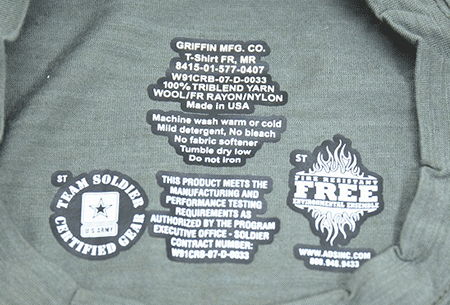 GRIFFIN MFG. CO.
T-Shirt FR, MR
8415-01-577-0407
W91CRB-07-D-0033
100% TRIBLEND YARN
WOOL/FR RAYON/NYLON
Made in USA
Machine wash warm or cold
Mild detergent, No bleach
No fabric softener
Tumble dry low
Do not iron
ST
TEAM SOLDIER
U.S. ARMY
CERTIFIED GEAR
THIS PRODUCT MEETS THE
MANUFACTURING AND
PERFORMANCE TESTING
REQUIREMENTS AS
AUTHORIZED BY THE PROGRAM
EXECUTIVE OFFICE - SOLDIER
CONTRACT NUMBER:
W91CRB-07-D-0033
ST
FIRE RESISTANT
FREE
ENVIRONMENTAL ENSEMBLE
WWW.ADSINC.COM
800.948.9433